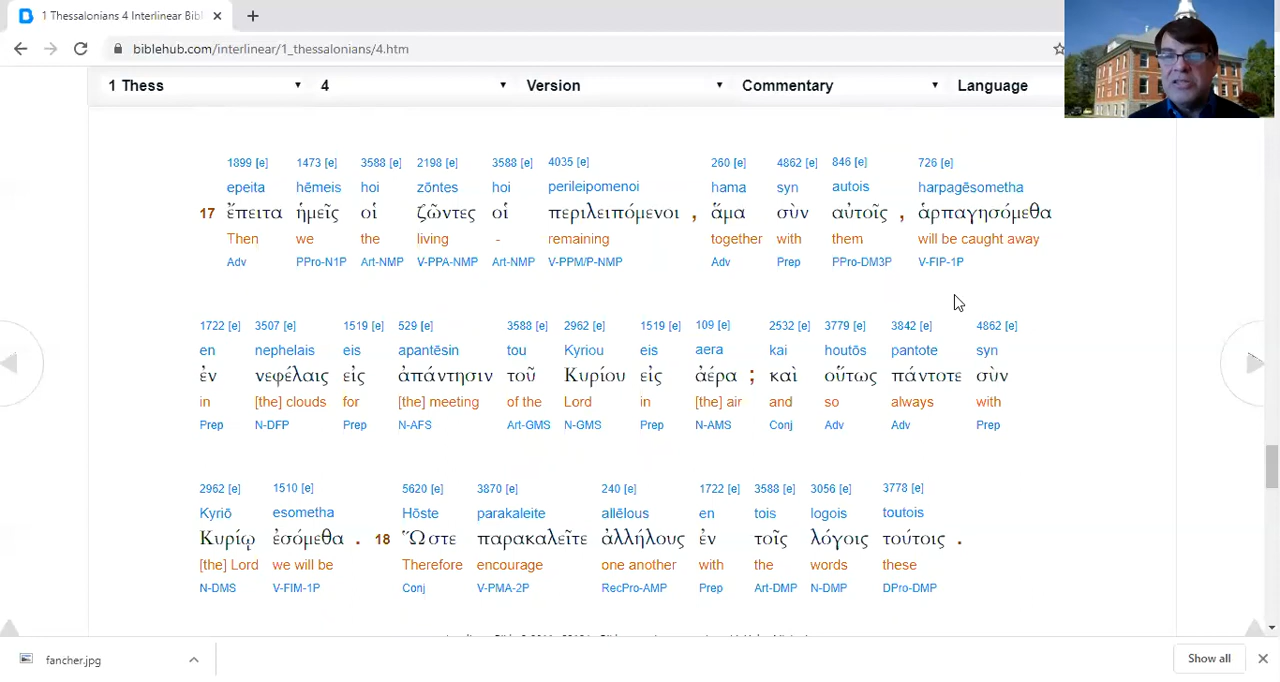 1 Thessalonians 4 Interlinear Bibl
biblehub.com/interlinear/1_thessalonians/4.htm
1 Thess 4 Version Commentary Language
1899 [e] 1473 [e] 3588 [e] 2198 [e] 3588 [e] 4035 [e] 260 [e] 4862 [e] 846 [e] 726 [e]
epeita hēmeis hoi zōntes hoi perileipomenoi hama syn autois harpagēsometha
17 ἔπειτα ἡμεῖς οἱ ζῶντες οἱ περιλειπόμενοι , ἅμα σὺν αὐτοῖς , ἁρπαγησόμεθα
Then we the living - remaining together with them will be caught away
Adv PPro-N1P Art-NMP V-PPA-NMP Art-NMP V-PPM/P-NMP Adv Prep PPro-DM3P V-FIP-1P
1722 [e] 3507 [e] 1519 [e] 529 [e] 3588 [e] 2962 [e] 1519 [e] 109 [e] 2532 [e] 3779 [e] 3842 [e] 4862 [e]
en nephelais eis apantēsin tou Kyriou eis aera kai houtōs pantote syn
ἐν νεφέλαις εἰς ἀπάντησιν τοῦ Κυρίου εἰς ἀέρα ; καὶ οὕτως πάντοτε σὺν
in [the] clouds for [the] meeting of the Lord in [the] air and so always with
Prep N-DFP Prep N-AFS Art-GMS N-GMS Prep N-AMS Conj Adv Adv Prep
2962 [e] 1510 [e] 5620 [e] 3870 [e] 240 [e] 1722 [e] 3588 [e] 3056 [e] 3778 [e]
Kyriō esometha Hōste parakaleite allēlous en tois logois toutois
Κυρίῳ ἐσόμεθα . 18 Ὥστε παρακαλεῖτε ἀλλήλους ἐν τοῖς λόγοις τούτοις .
[the] Lord we will be Therefore encourage one another with the words these
N-DMS V-FIM-1P Conj V-PMA-2P RecPro-AMP Prep Art-DMP N-DMP DPro-DMP
fancher.jpg Show all